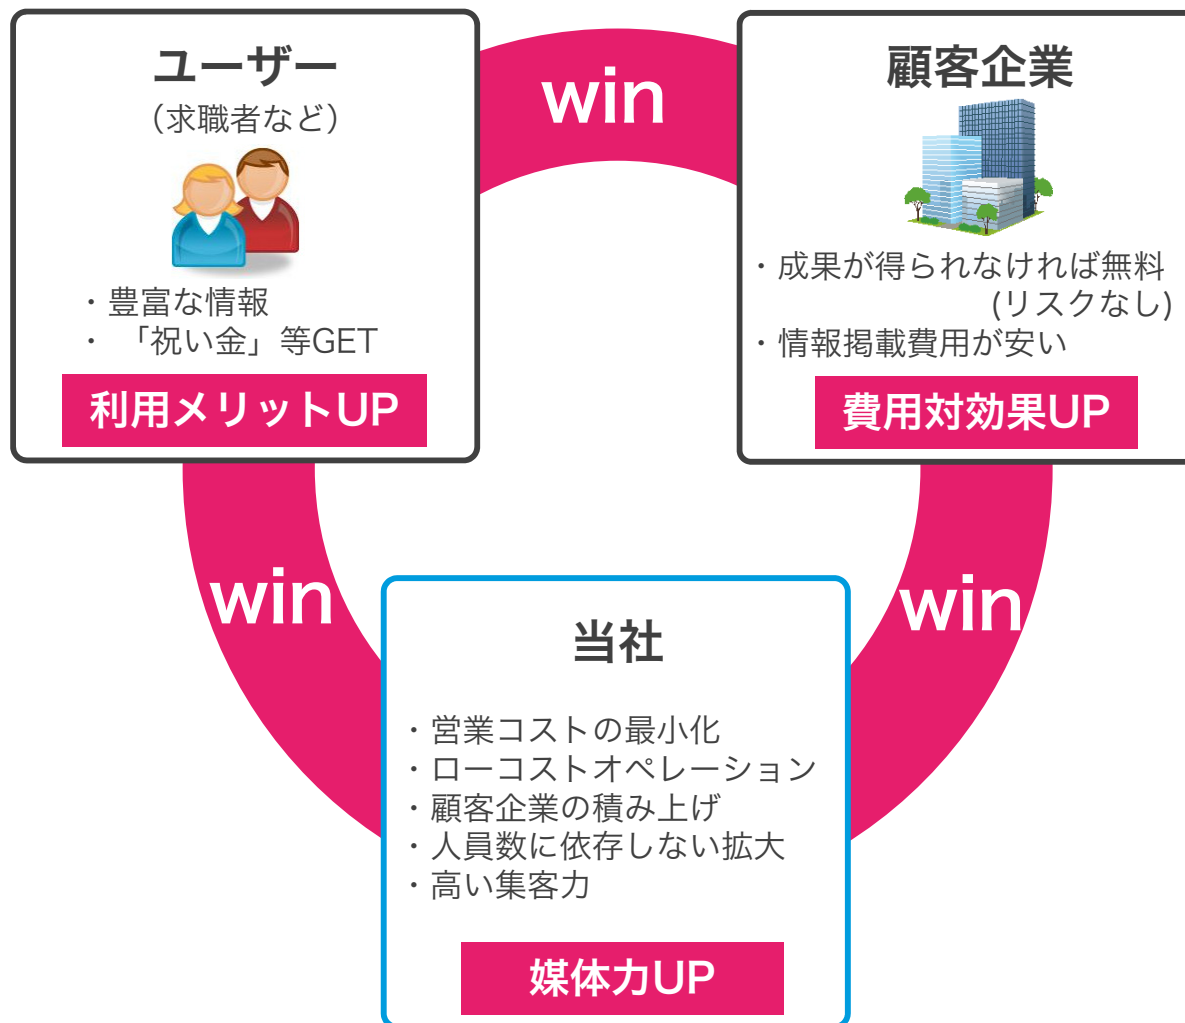 ユーザー
（求職者など）
・豊富な情報
・「祝い金」等GET
利用メリットUP
win
顧客企業
・成果が得られなければ無料
(リスクなし)
・情報掲載費用が安い
費用対効果UP
win
win
当社
・営業コストの最小化
・ローコストオペレーション
・顧客企業の積み上げ
・人員数に依存しない拡大
・高い集客力
媒体力UP